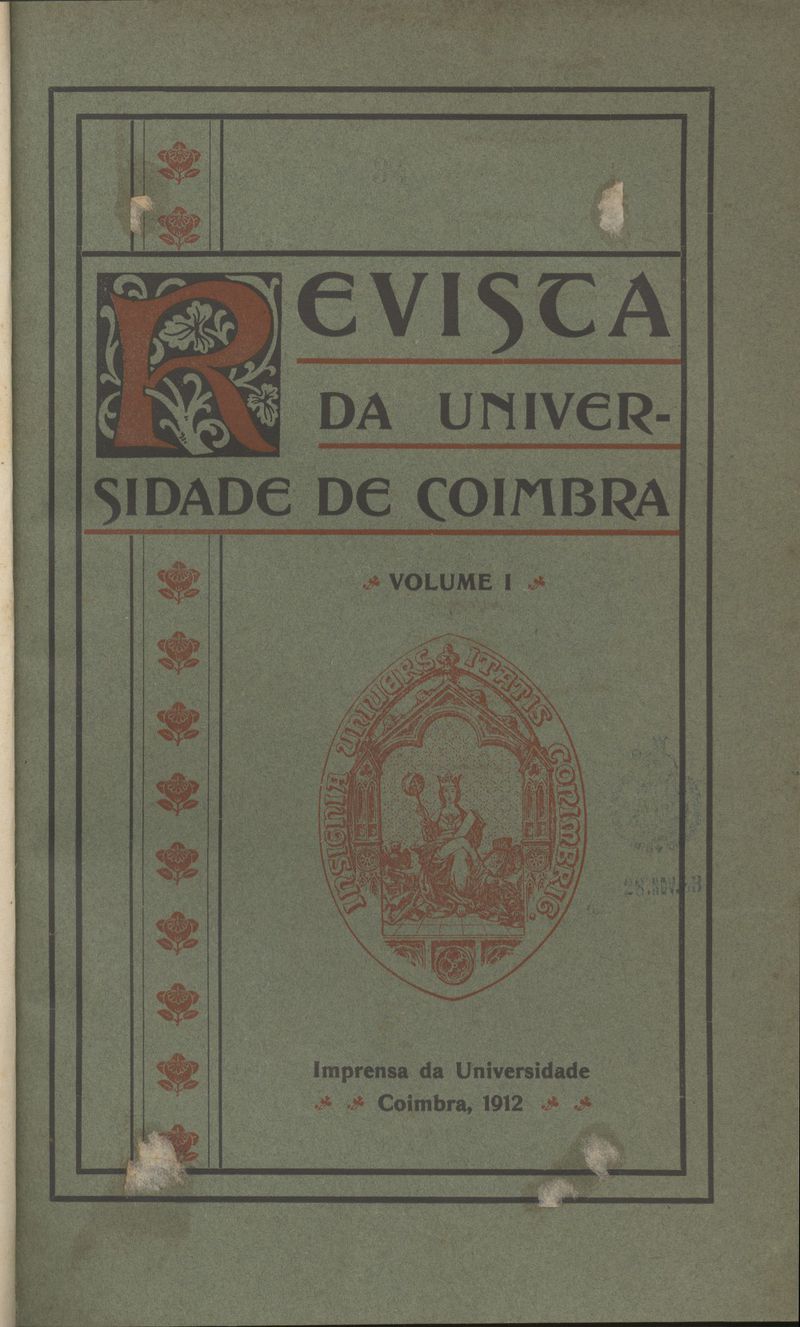 REVISTA
DA UNIVER-
SIDADE DE COIMBRA
VOLUME I
INSIGNIA UNIVERSITATIS CONIMBRIG.
Imprensa da Universidade
Coimbra, 1912